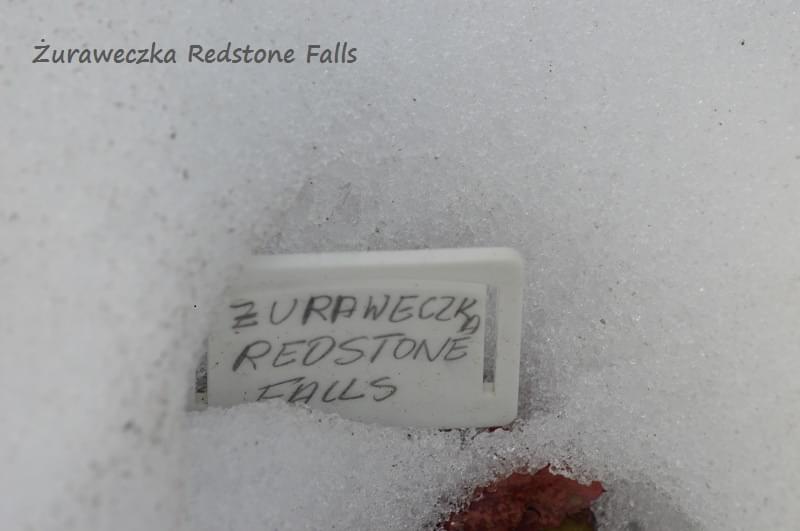 Żuraweczka Redstone Falls
ŻURAWECZKA
REDSTONE
FALLS